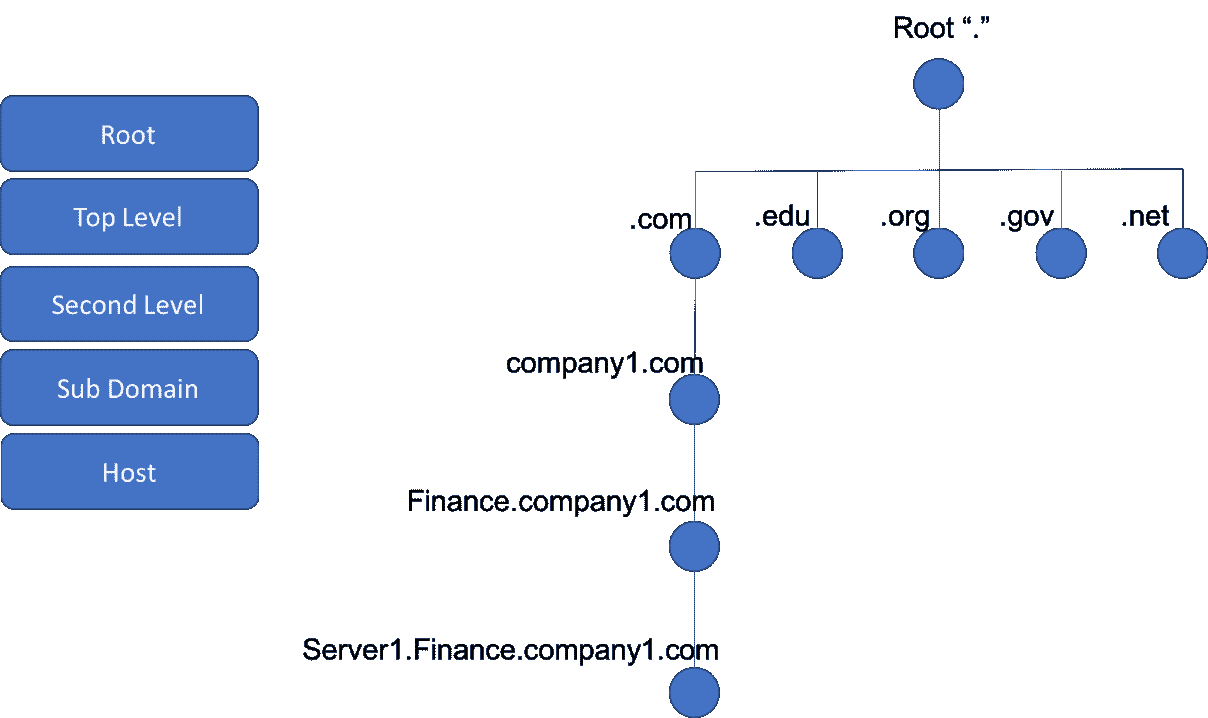 Root “.”
Root
Top Level
Second Level
Sub Domain
Host
.com
.edu
.org
.gov
.net
company1.com
Finance.company1.com
Server1.Finance.company1.com